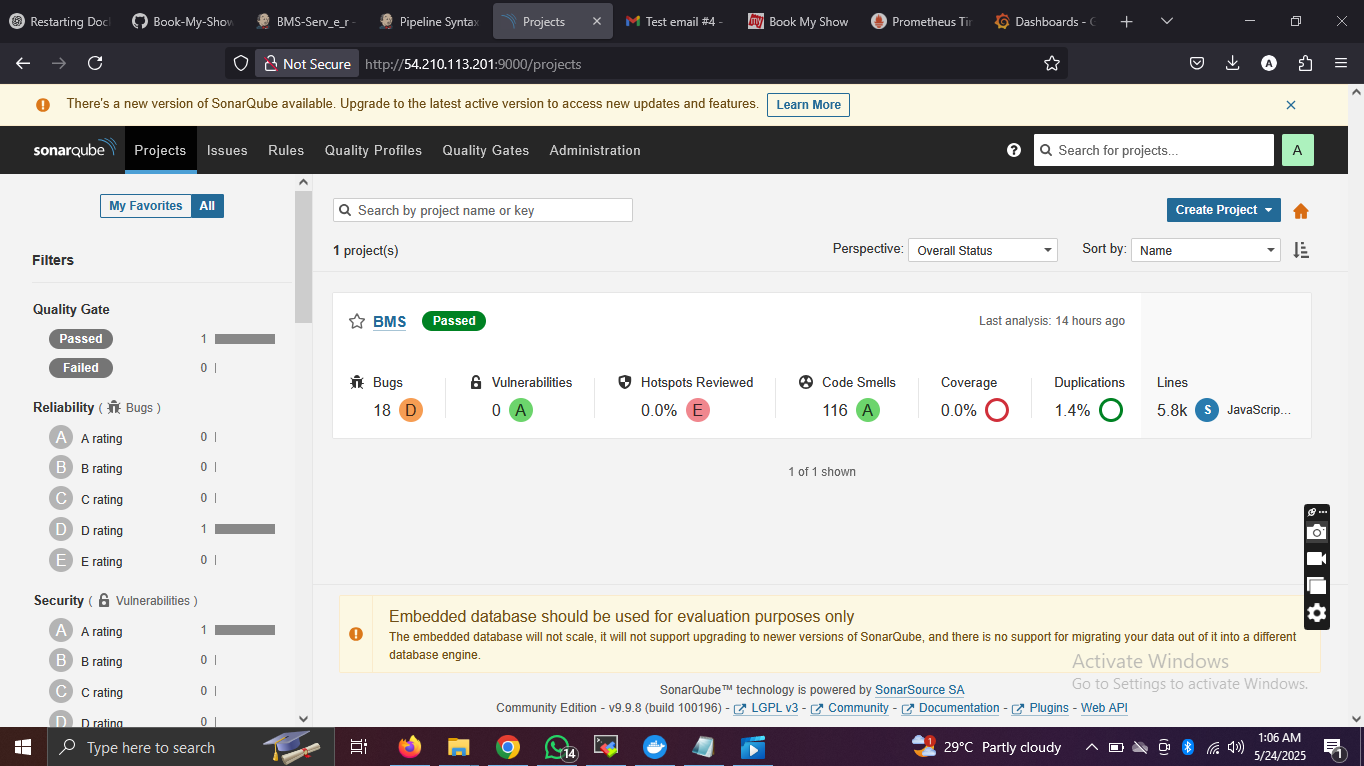 Restarting Doc
Book-My-Show
BMS-Serv_e_r -
Pipeline Syntax
Projects
Test email #4 -
my
Book My Show
Prometheus Tim
Dashboards - G
Not Secure
http://54.210.113.201:9000/projects
A
There's a new version of SonarQube available. Upgrade to the latest active version to access new updates and features. Learn More
sonarqube Projects Issues Rules Quality Profiles Quality Gates Administration
Search for projects... A
My Favorites All
Search by project name or key
Create Project
1 project(s)
Perspective: Overall Status
Sort by: Name
Filters
Quality Gate
Passed 1
Failed 0
Reliability ( Bugs )
A A rating 0
B B rating 0
C C rating 0
D D rating 1
E E rating 0
Security ( Vulnerabilities )
A A rating 1
B B rating 0
C C rating 0
D D rating 0
BMS Passed
Last analysis: 14 hours ago
Bugs Vulnerabilities Hotspots Reviewed Code Smells Coverage Duplications Lines
18 D 0 A 0.0% E 116 A 0.0% 1.4% 5.8k S JavaScrip...
1 of 1 shown
Embedded database should be used for evaluation purposes only
The embedded database will not scale, it will not support upgrading to newer versions of SonarQube, and there is no support for migrating your data out of it into a different
database engine.
Activate Windows
Go to Settings to activate Windows.
SonarQube™ technology is powered by SonarSource SA
Community Edition - v9.9.8 (build 100196) - LGPL v3 - Community - Documentation - Plugins - Web API
Type here to search
14
1
29°C Partly cloudy
1:06 AM
5/24/2025
1